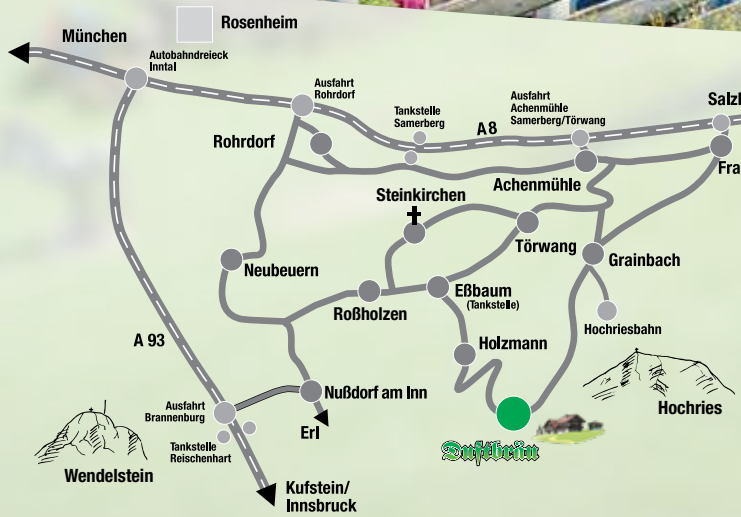 München
Rosenheim
Autobahndreieck
Inntal
Ausfahrt
Rohrdorf
Tankstelle
Samerberg
A 8
Ausfahrt
Achenmühle
Samerberg/Törwang
Salzl
Rohrdorf
Achenmühle
Fra
Steinkirchen
Törwang
Grainbach
Neubeuern
Roßholzen
Eßbaum
(Tankstelle)
Hochriesbahn
A 93
Holzmann
Nußdorf am Inn
Hochries
Ausfahrt
Brannenburg
Erl
Tankstelle
Reischenhart
Duftbräu
Wendelstein
Kufstein/
Innsbruck